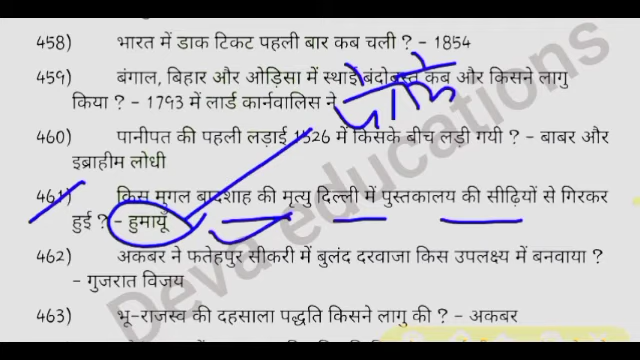 458) भारत में डाक टिकट पहली बार कब चली ? - 1854
459) बंगाल, बिहार और ओड़िसा में स्थाई बंदोबस्त कब और किसने लागु
किया ? - 1793 में लार्ड कार्नवालिस ने
460) पानीपत की पहली लड़ाई 1526 में किसके बीच लड़ी गयी ? - बाबर और
इब्राहीम लोधी
461) किस मुगल बादशाह की मृत्यु दिल्ली में पुस्तकालय की सीढ़ियों से गिरकर
हुई ? - हुमायूँ
462) अकबर ने फतेहपुर सीकरी में बुलंद दरवाजा किस उपलक्ष्य में बनवाया ?
- गुजरात विजय
463) भू-राजस्व की दहसाला पद्धति किसने लागु की ? - अकबर
Deva educations